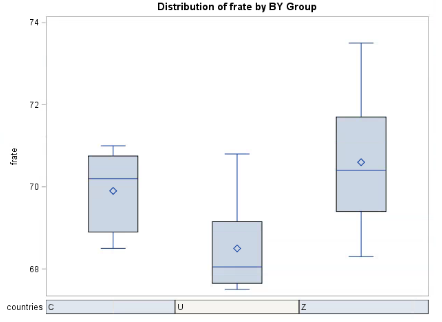 Distribution of frate by BY Group
74
72
70
68
frate
countries C U Z